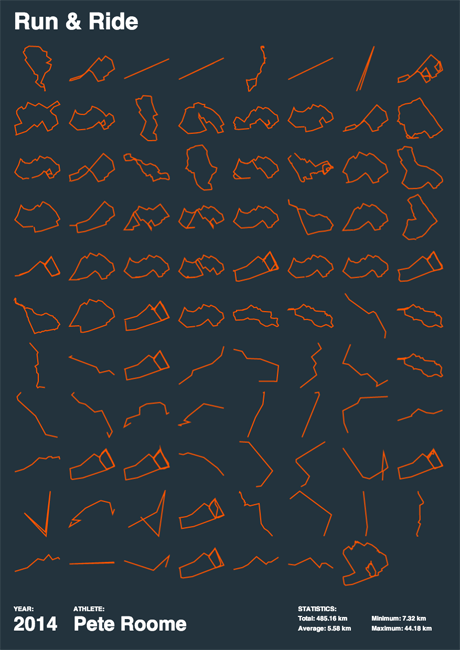 Run & Ride
YEAR:
2014
ATHLETE:
Pete Roome
STATISTICS:
Total: 485.16 km
Average: 5.58 km
Minimum: 7.32 km
Maximum: 44.18 km